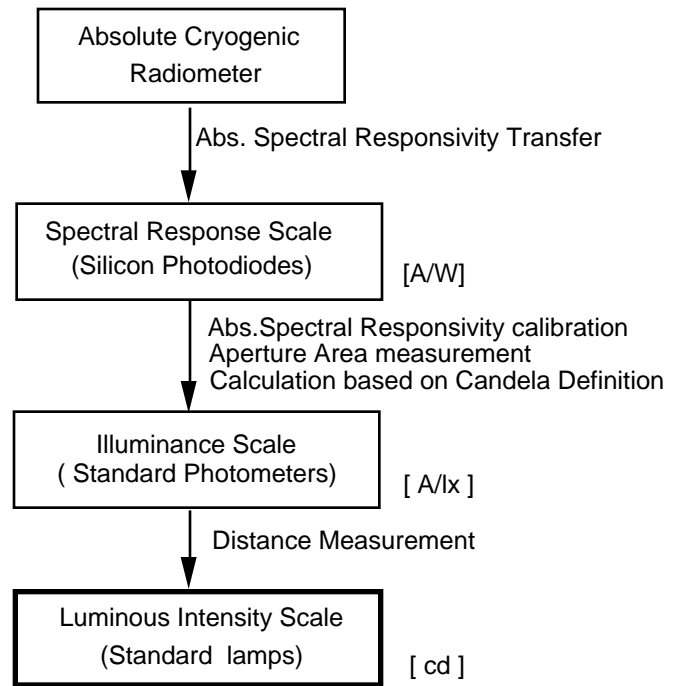 Absolute Cryogenic
Radiometer
Abs. Spectral Responsivity Transfer
Spectral Response Scale
(Silicon Photodiodes)
[A/W]
Abs.Spectral Responsivity calibration
Aperture Area measurement
Calculation based on Candela Definition
Illuminance Scale
( Standard Photometers)
[ A/lx ]
Distance Measurement
Luminous Intensity Scale
(Standard lamps)
[ cd ]